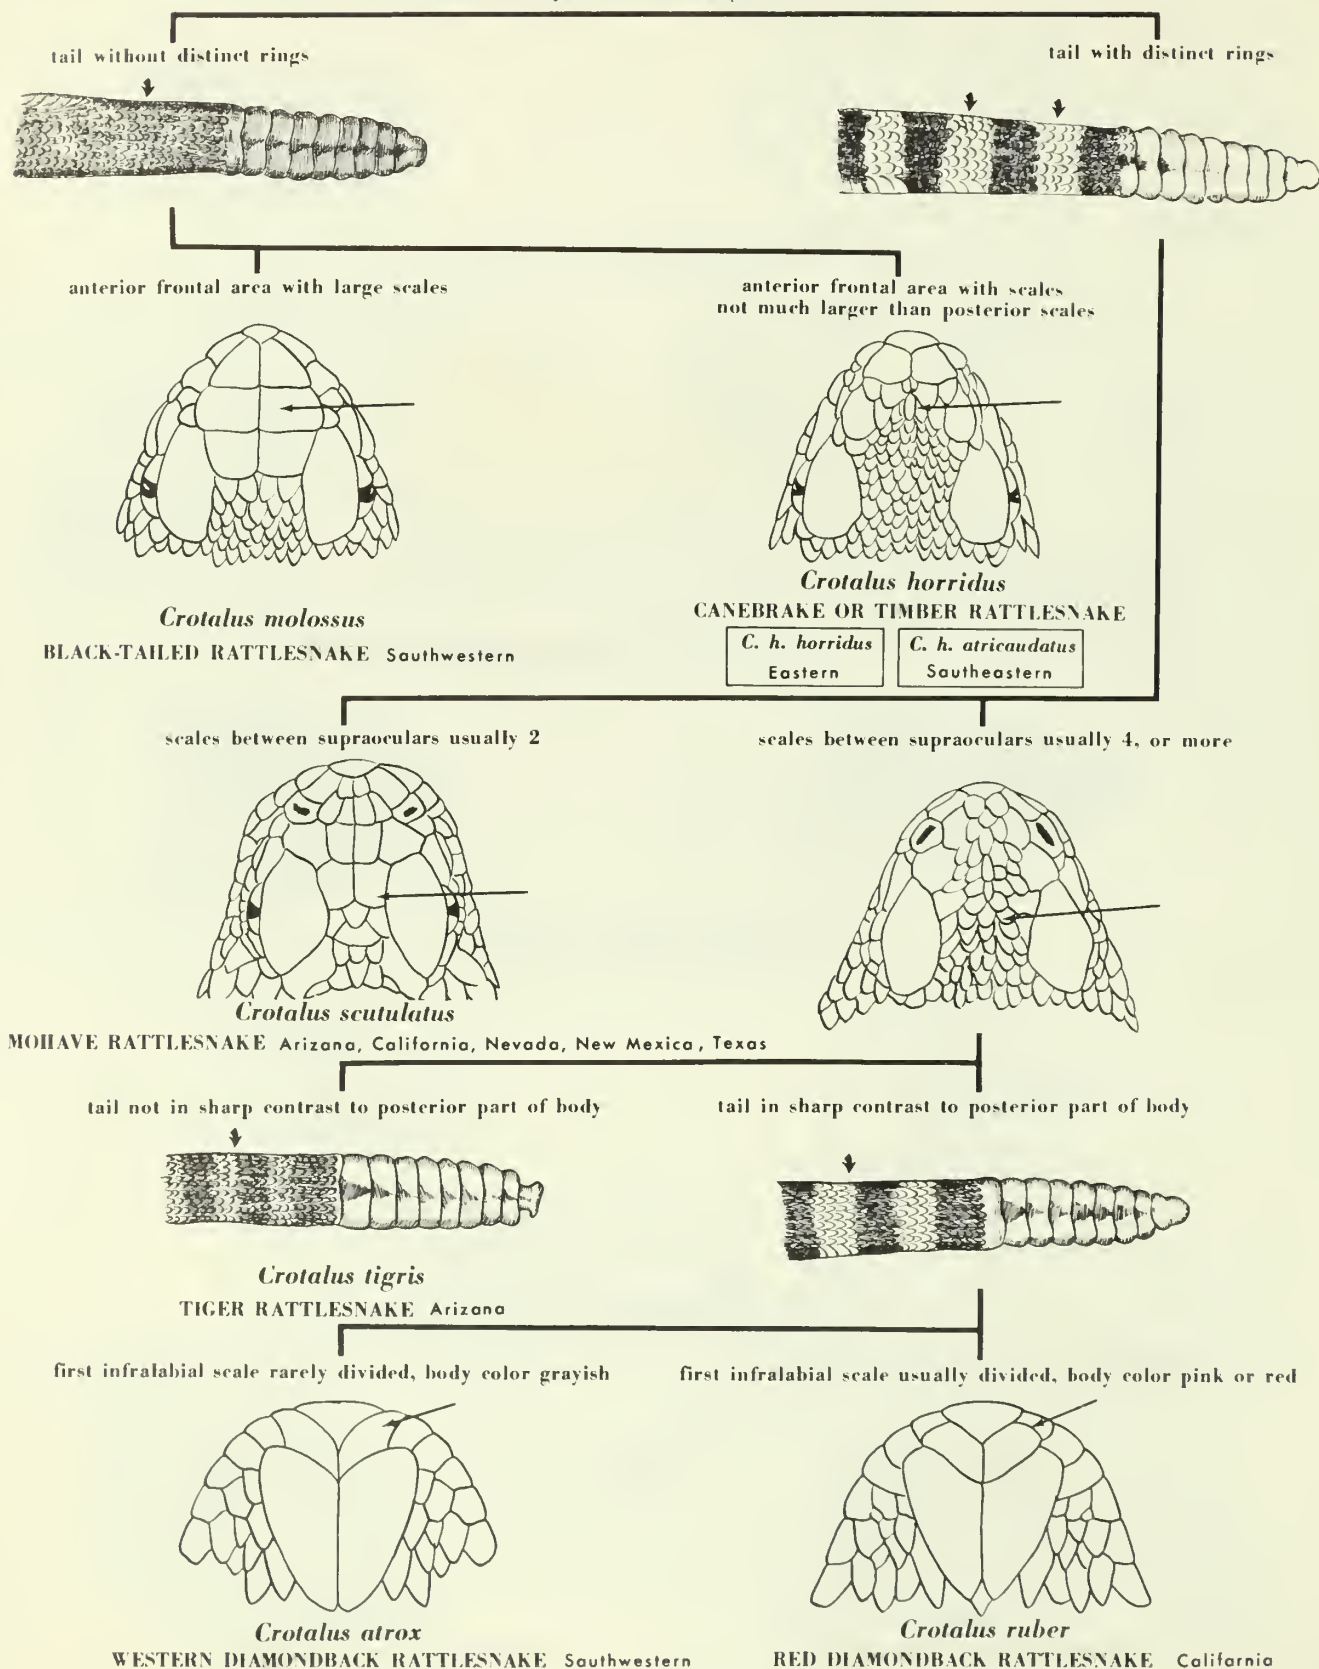 tail without distinct rings
tail with distinct rings
anterior frontal area with large scales
anterior frontal area with scales
not much larger than posterior scales
Crotalus molossus
BLACK-TAILED RATTLESNAKE Southwestern
Crotalus horridus
CANEBRAKE OR TIMBER RATTLESNAKE
C. h. horridus
Eastern
C. h. atricaudatus
Southeastern
scales between supraoculars usually 2
scales between supraoculars usually 4, or more
Crotalus scutulatus
MOHAVE RATTLESNAKE Arizona, California, Nevada, New Mexico, Texas
tail not in sharp contrast to posterior part of body
tail in sharp contrast to posterior part of body
Crotalus tigris
TIGER RATTLESNAKE Arizona
first infralabial scale rarely divided, body color grayish
first infralabial scale usually divided, body color pink or red
Crotalus atrox
WESTERN DIAMONDBACK RATTLESNAKE Southwestern
Crotalus ruber
RED DIAMONDBACK RATTLESNAKE California